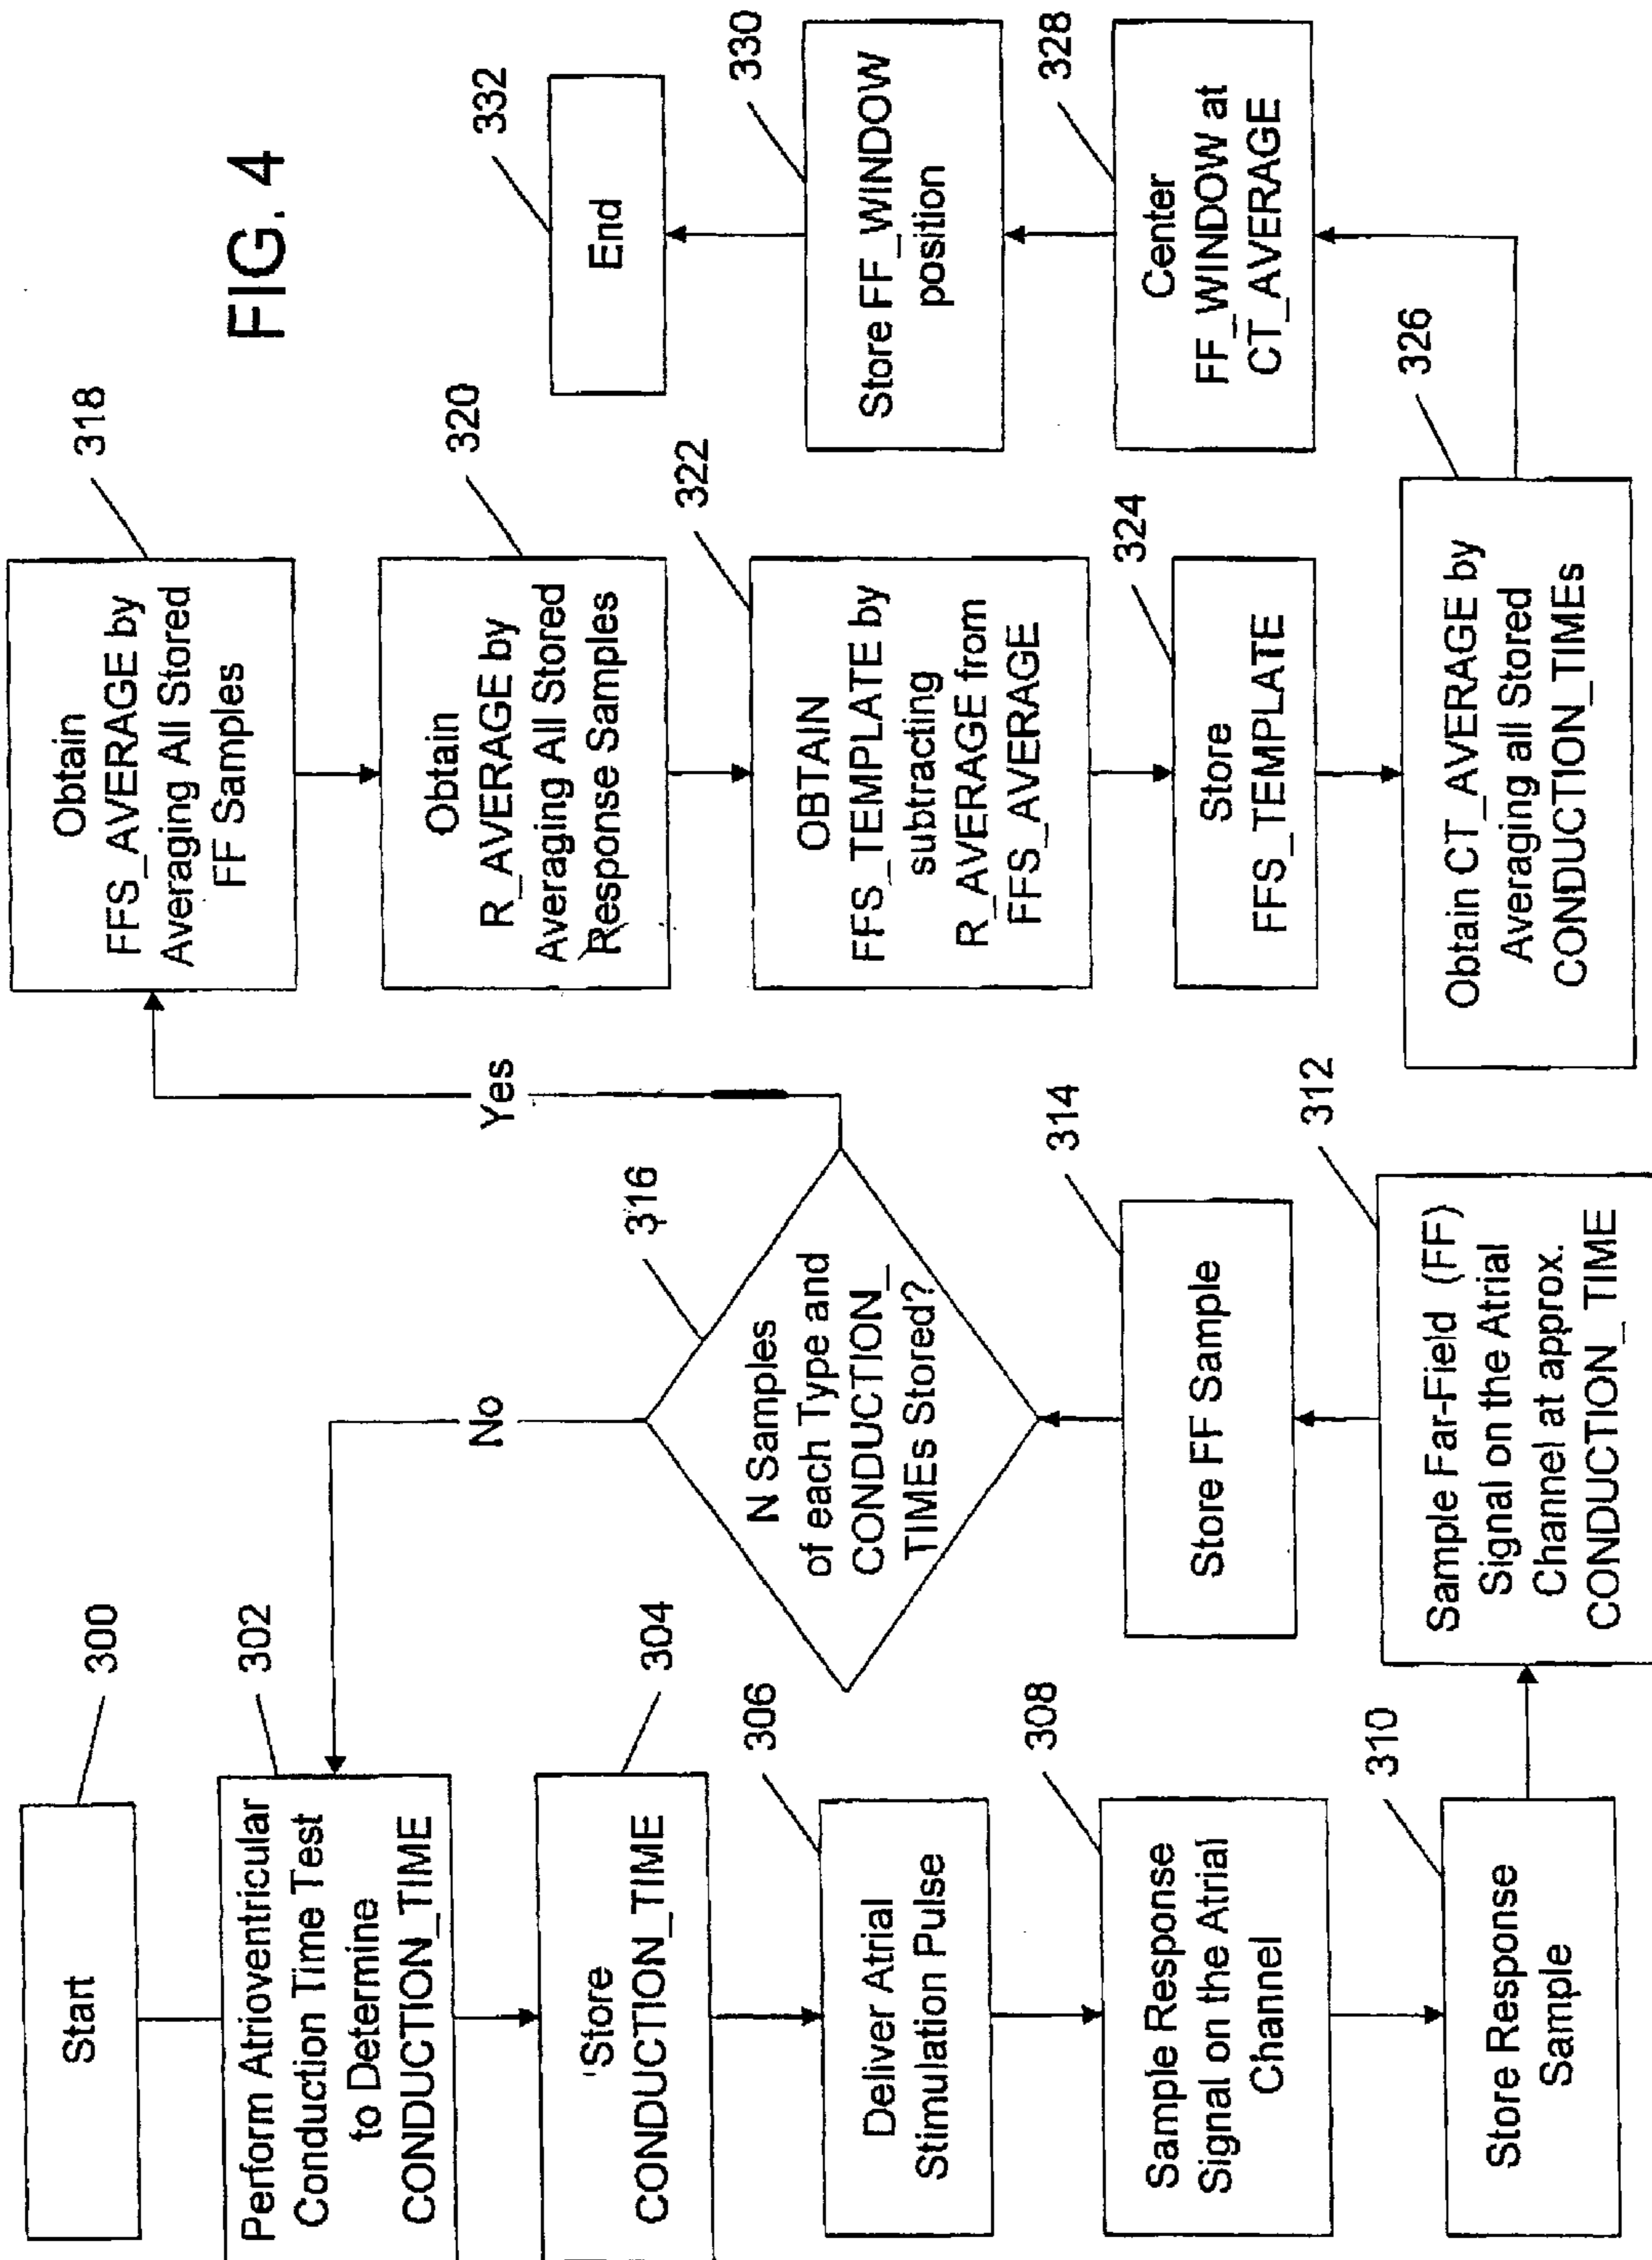 FIG. 4
300
Start
302
Perform Atrioventricular
Conduction Time Test
to Determine
CONDUCTION_TIME
304
Store
CONDUCTION_TIME
306
Deliver Atrial
Stimulation Pulse
308
Sample Response
Signal on the Atrial
Channel
310
Store Response
Sample
312
Sample Far-Field (FF)
Signal on the Atrial
Channel at approx.
CONDUCTION_TIME
314
Store FF Sample
316
N Samples
of each Type and
CONDUCTION_
TIMEs Stored?
No
Yes
318
Obtain
FFS_AVERAGE by
Averaging All Stored
FF Samples
320
Obtain
R_AVERAGE by
Averaging All Stored
Response Samples
322
OBTAIN
FFS_TEMPLATE by
subtracting
R_AVERAGE from
FFS_AVERAGE
324
Store
FFS_TEMPLATE
326
Obtain CT_AVERAGE by
Averaging all Stored
CONDUCTION_TIMEs
328
Center
FF_WINDOW at
CT_AVERAGE
330
Store FF_WINDOW
position
332
End